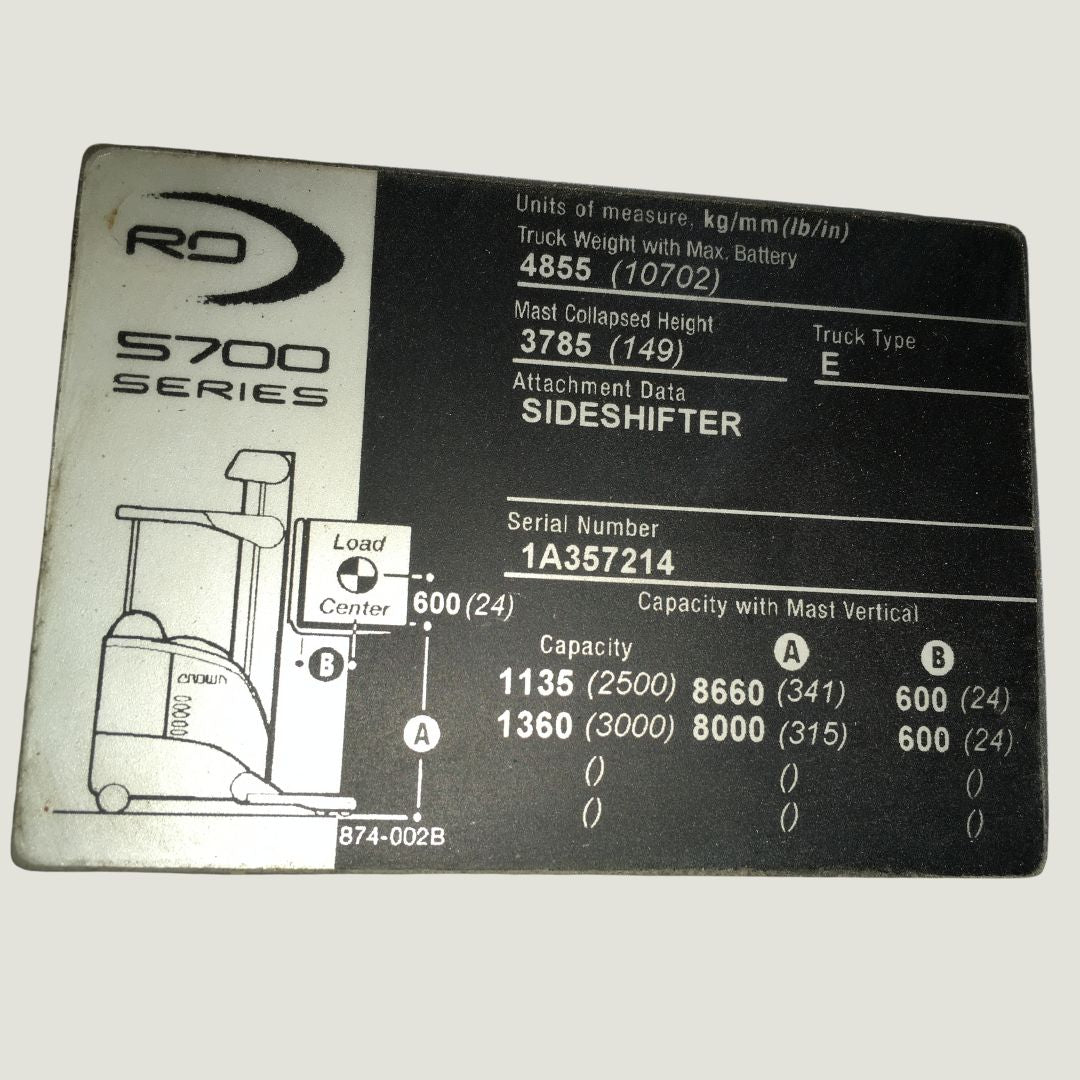 RD
5700
SERIES
Load
Center
600 (24)
B
A
CROWN
874-002B
Units of measure, kg/mm (lb/in)
Truck Weight with Max. Battery
4855 (10702)
Mast Collapsed Height
3785 (149)
Truck Type
E
Attachment Data
SIDESHIFTER
Serial Number
1A357214
Capacity with Mast Vertical
Capacity A B
1135 (2500) 8660 (341) 600 (24)
1360 (3000) 8000 (315) 600 (24)
() () ()
() () ()